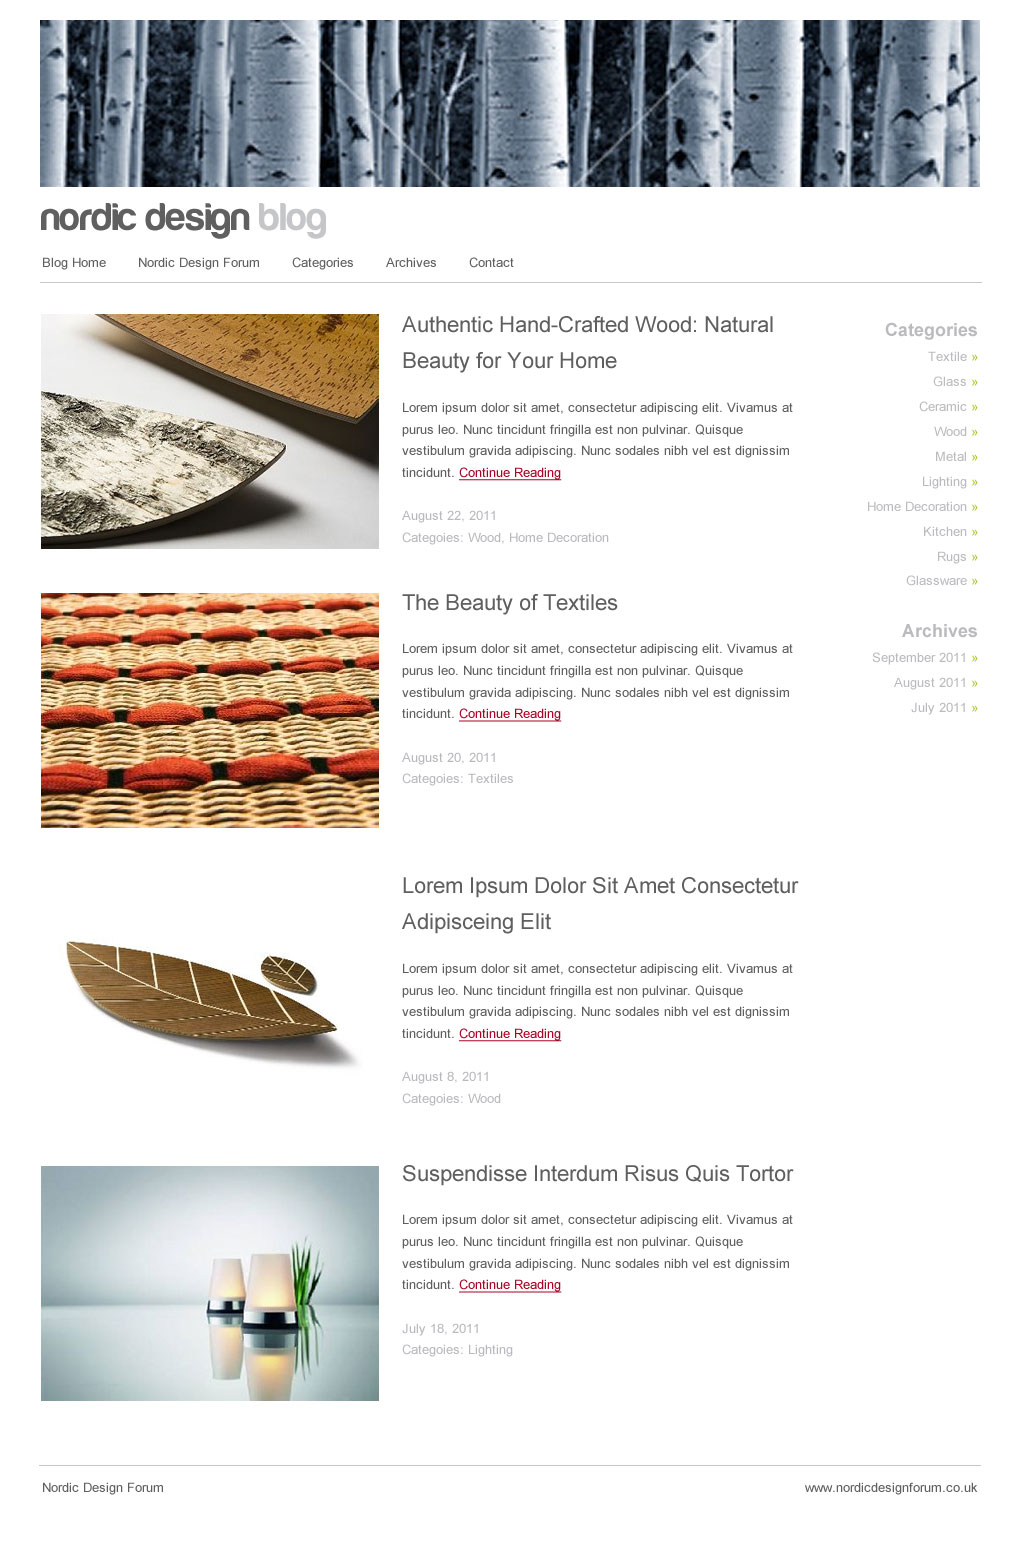 nordic design blog
Blog Home Nordic Design Forum Categories Archives Contact
Authentic Hand-Crafted Wood: Natural
Beauty for Your Home
Lorem ipsum dolor sit amet, consectetur adipiscing elit. Vivamus at
purus leo. Nunc tincidunt fringilla est non pulvinar. Quisque
vestibulum gravida adipiscing. Nunc sodales nibh vel est dignissim
tincidunt. Continue Reading
August 22, 2011
Categoies: Wood, Home Decoration
The Beauty of Textiles
Lorem ipsum dolor sit amet, consectetur adipiscing elit. Vivamus at
purus leo. Nunc tincidunt fringilla est non pulvinar. Quisque
vestibulum gravida adipiscing. Nunc sodales nibh vel est dignissim
tincidunt. Continue Reading
August 20, 2011
Categoies: Textiles
Lorem Ipsum Dolor Sit Amet Consectetur
Adipisceing Elit
Lorem ipsum dolor sit amet, consectetur adipiscing elit. Vivamus at
purus leo. Nunc tincidunt fringilla est non pulvinar. Quisque
vestibulum gravida adipiscing. Nunc sodales nibh vel est dignissim
tincidunt. Continue Reading
August 8, 2011
Categoies: Wood
Suspendisse Interdum Risus Quis Tortor
Lorem ipsum dolor sit amet, consectetur adipiscing elit. Vivamus at
purus leo. Nunc tincidunt fringilla est non pulvinar. Quisque
vestibulum gravida adipiscing. Nunc sodales nibh vel est dignissim
tincidunt. Continue Reading
July 18, 2011
Categoies: Lighting
Categories
Textile »
Glass »
Ceramic »
Wood »
Metal »
Lighting »
Home Decoration »
Kitchen »
Rugs »
Glassware »
Archives
September 2011 »
August 2011 »
July 2011 »
Nordic Design Forum www.nordicdesignforum.co.uk